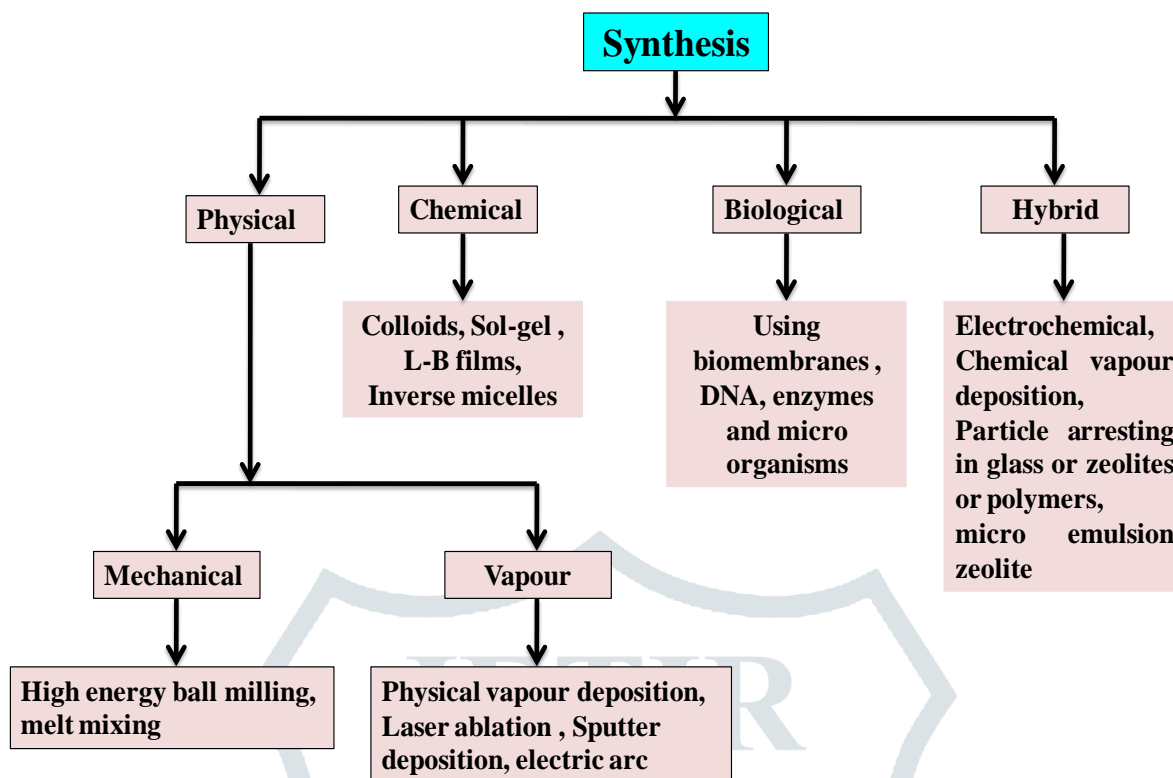 Synthesis
Physical
Chemical
Biological
Hybrid
Colloids, Sol-gel ,
L-B films,
Inverse micelles
Using
biomembranes ,
DNA, enzymes
and micro
organisms
Electrochemical,
Chemical vapour
deposition,
Particle arresting
in glass or zeolites
or polymers,
micro emulsion
zeolite
Mechanical
Vapour
High energy ball milling,
melt mixing
Physical vapour deposition,
Laser ablation , Sputter
deposition, electric arc